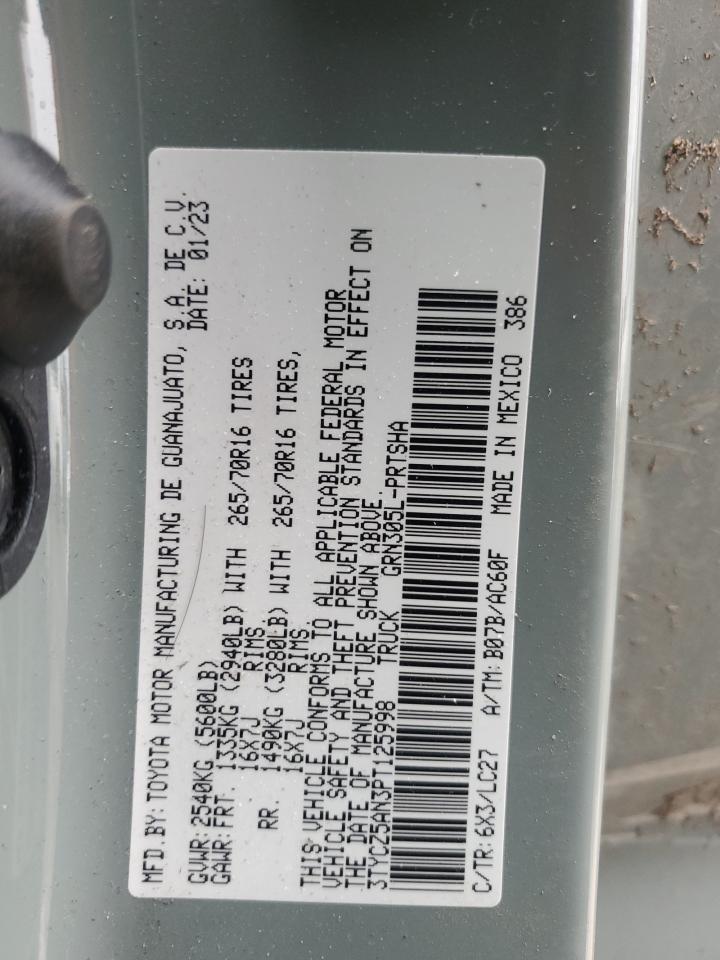 MFD.BY: TOYOTA MOTOR MANUFACTURING DE GUANAJUATO, S.A. DE C.V.
DATE: 01/23
GVWR: 2540KG (5600LB)
GAWR: FRT. 1335KG (2940LB) WITH 265/70R16 TIRES
16X7J RIMS.
RR. 1490KG (3280LB) WITH 265/70R16 TIRES,
16X7J RIMS.
THIS VEHICLE CONFORMS TO ALL APPLICABLE FEDERAL MOTOR
VEHICLE SAFETY AND THEFT PREVENTION STANDARDS IN EFFECT ON
THE DATE OF MANUFACTURE SHOWN ABOVE.
3TYCZ5AN3PT125998 TRUCK GRN305L-PRTSHA
C/TR: 6X3/LC27 A/TM: B07B/AC60F MADE IN MEXICO 386